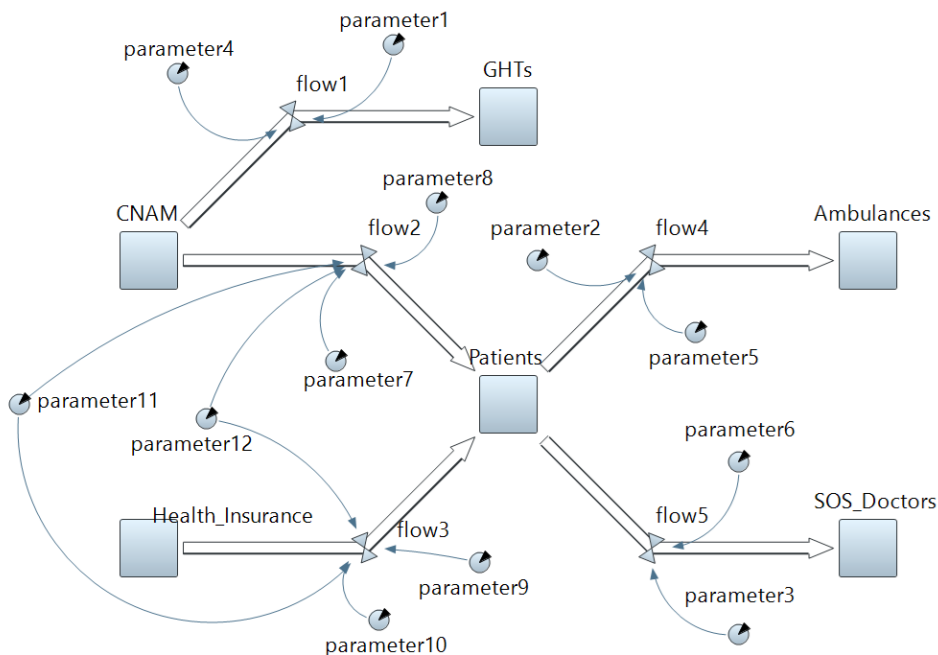 parameter1
parameter4
GHTs
flow1
parameter8
CNAM
flow2
parameter2
flow4
Ambulances
Patients
parameter5
parameter7
parameter11
parameter12
parameter6
Health_Insurance
flow3
flow5
SOS_Doctors
parameter9
parameter3
parameter10